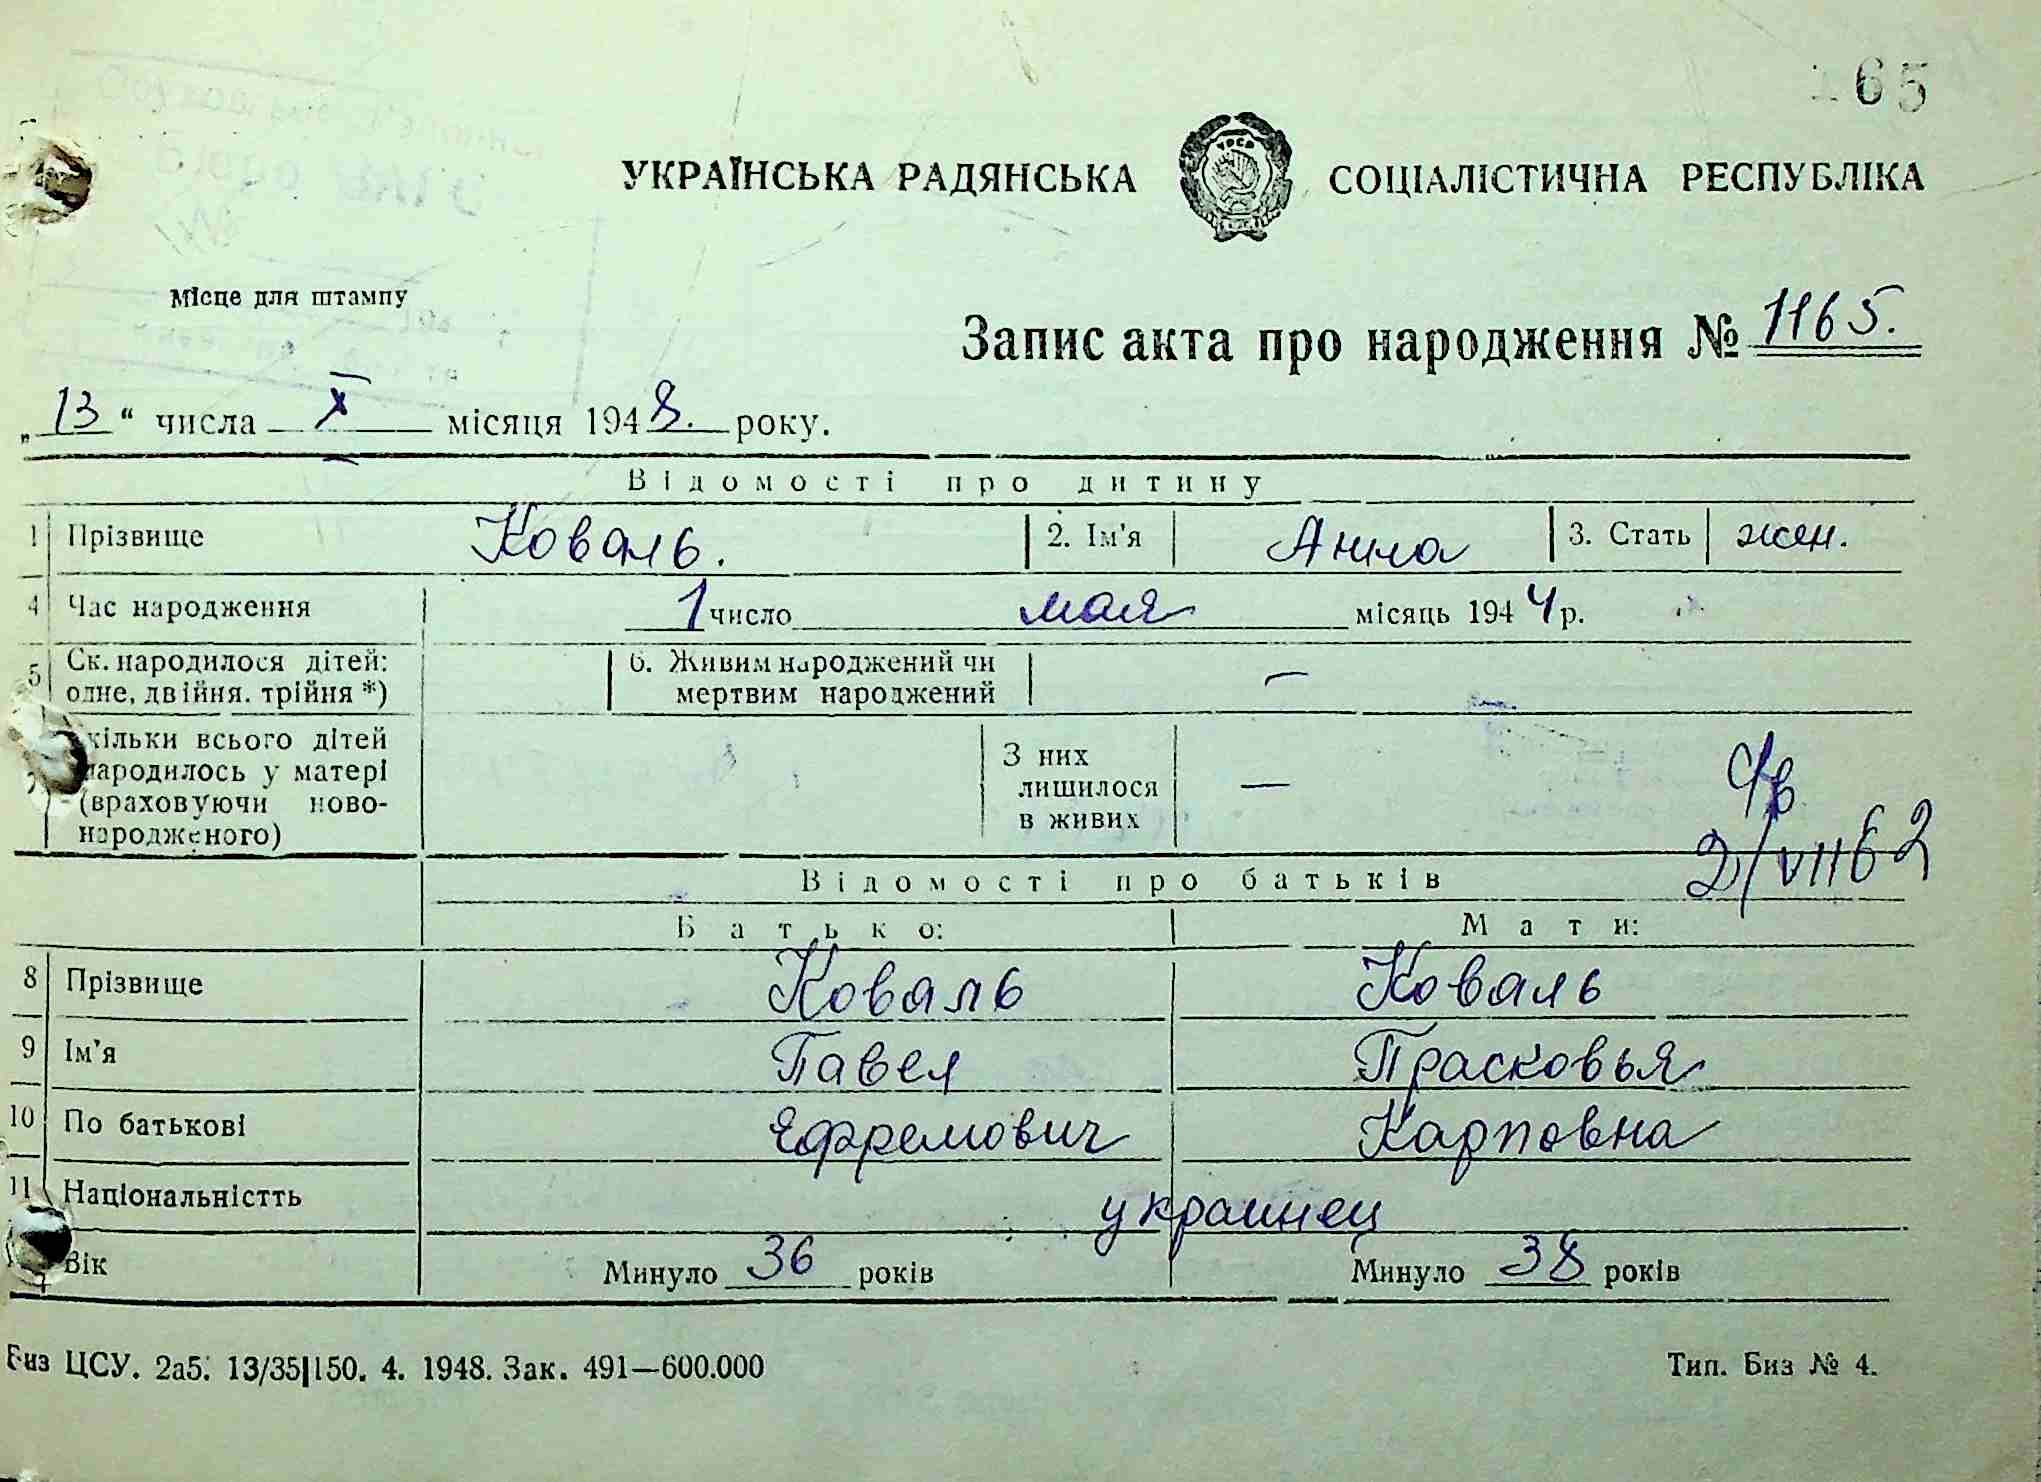 65
УКРАЇНСЬКА РАДЯНСЬКА СОЦІАЛІСТИЧНА РЕСПУБЛІКА
УРСР
Місце для штампу
Запис акта про народження № 1165.
„13“ числа X місяця 1948. року.
Відомості про дитину
1 Прізвище Коваль. 2. Ім'я Анна 3. Стать жен.
4 Час народження 1 число мая місяць 1944 р.
5 Ск. народилося дітей: 6. Живим народжений чи —
одне, двійня. трійня *) мертвим народжений
кільки всього дітей З них —
народилось у матері лишилося
(враховуючи ново- в живих
народженого)
2/VII 62
Відомості про батьків
Батько: Мати:
8 Прізвище Коваль Коваль
9 Ім'я Павел Прасковья
10 По батькові Ефремович Карповна
11 Національністть украинец
Вік Минуло 36 років Минуло 38 років
Биз ЦСУ. 2а5. 13/35|150. 4. 1948. Зак. 491—600.000 Тип. Биз № 4.